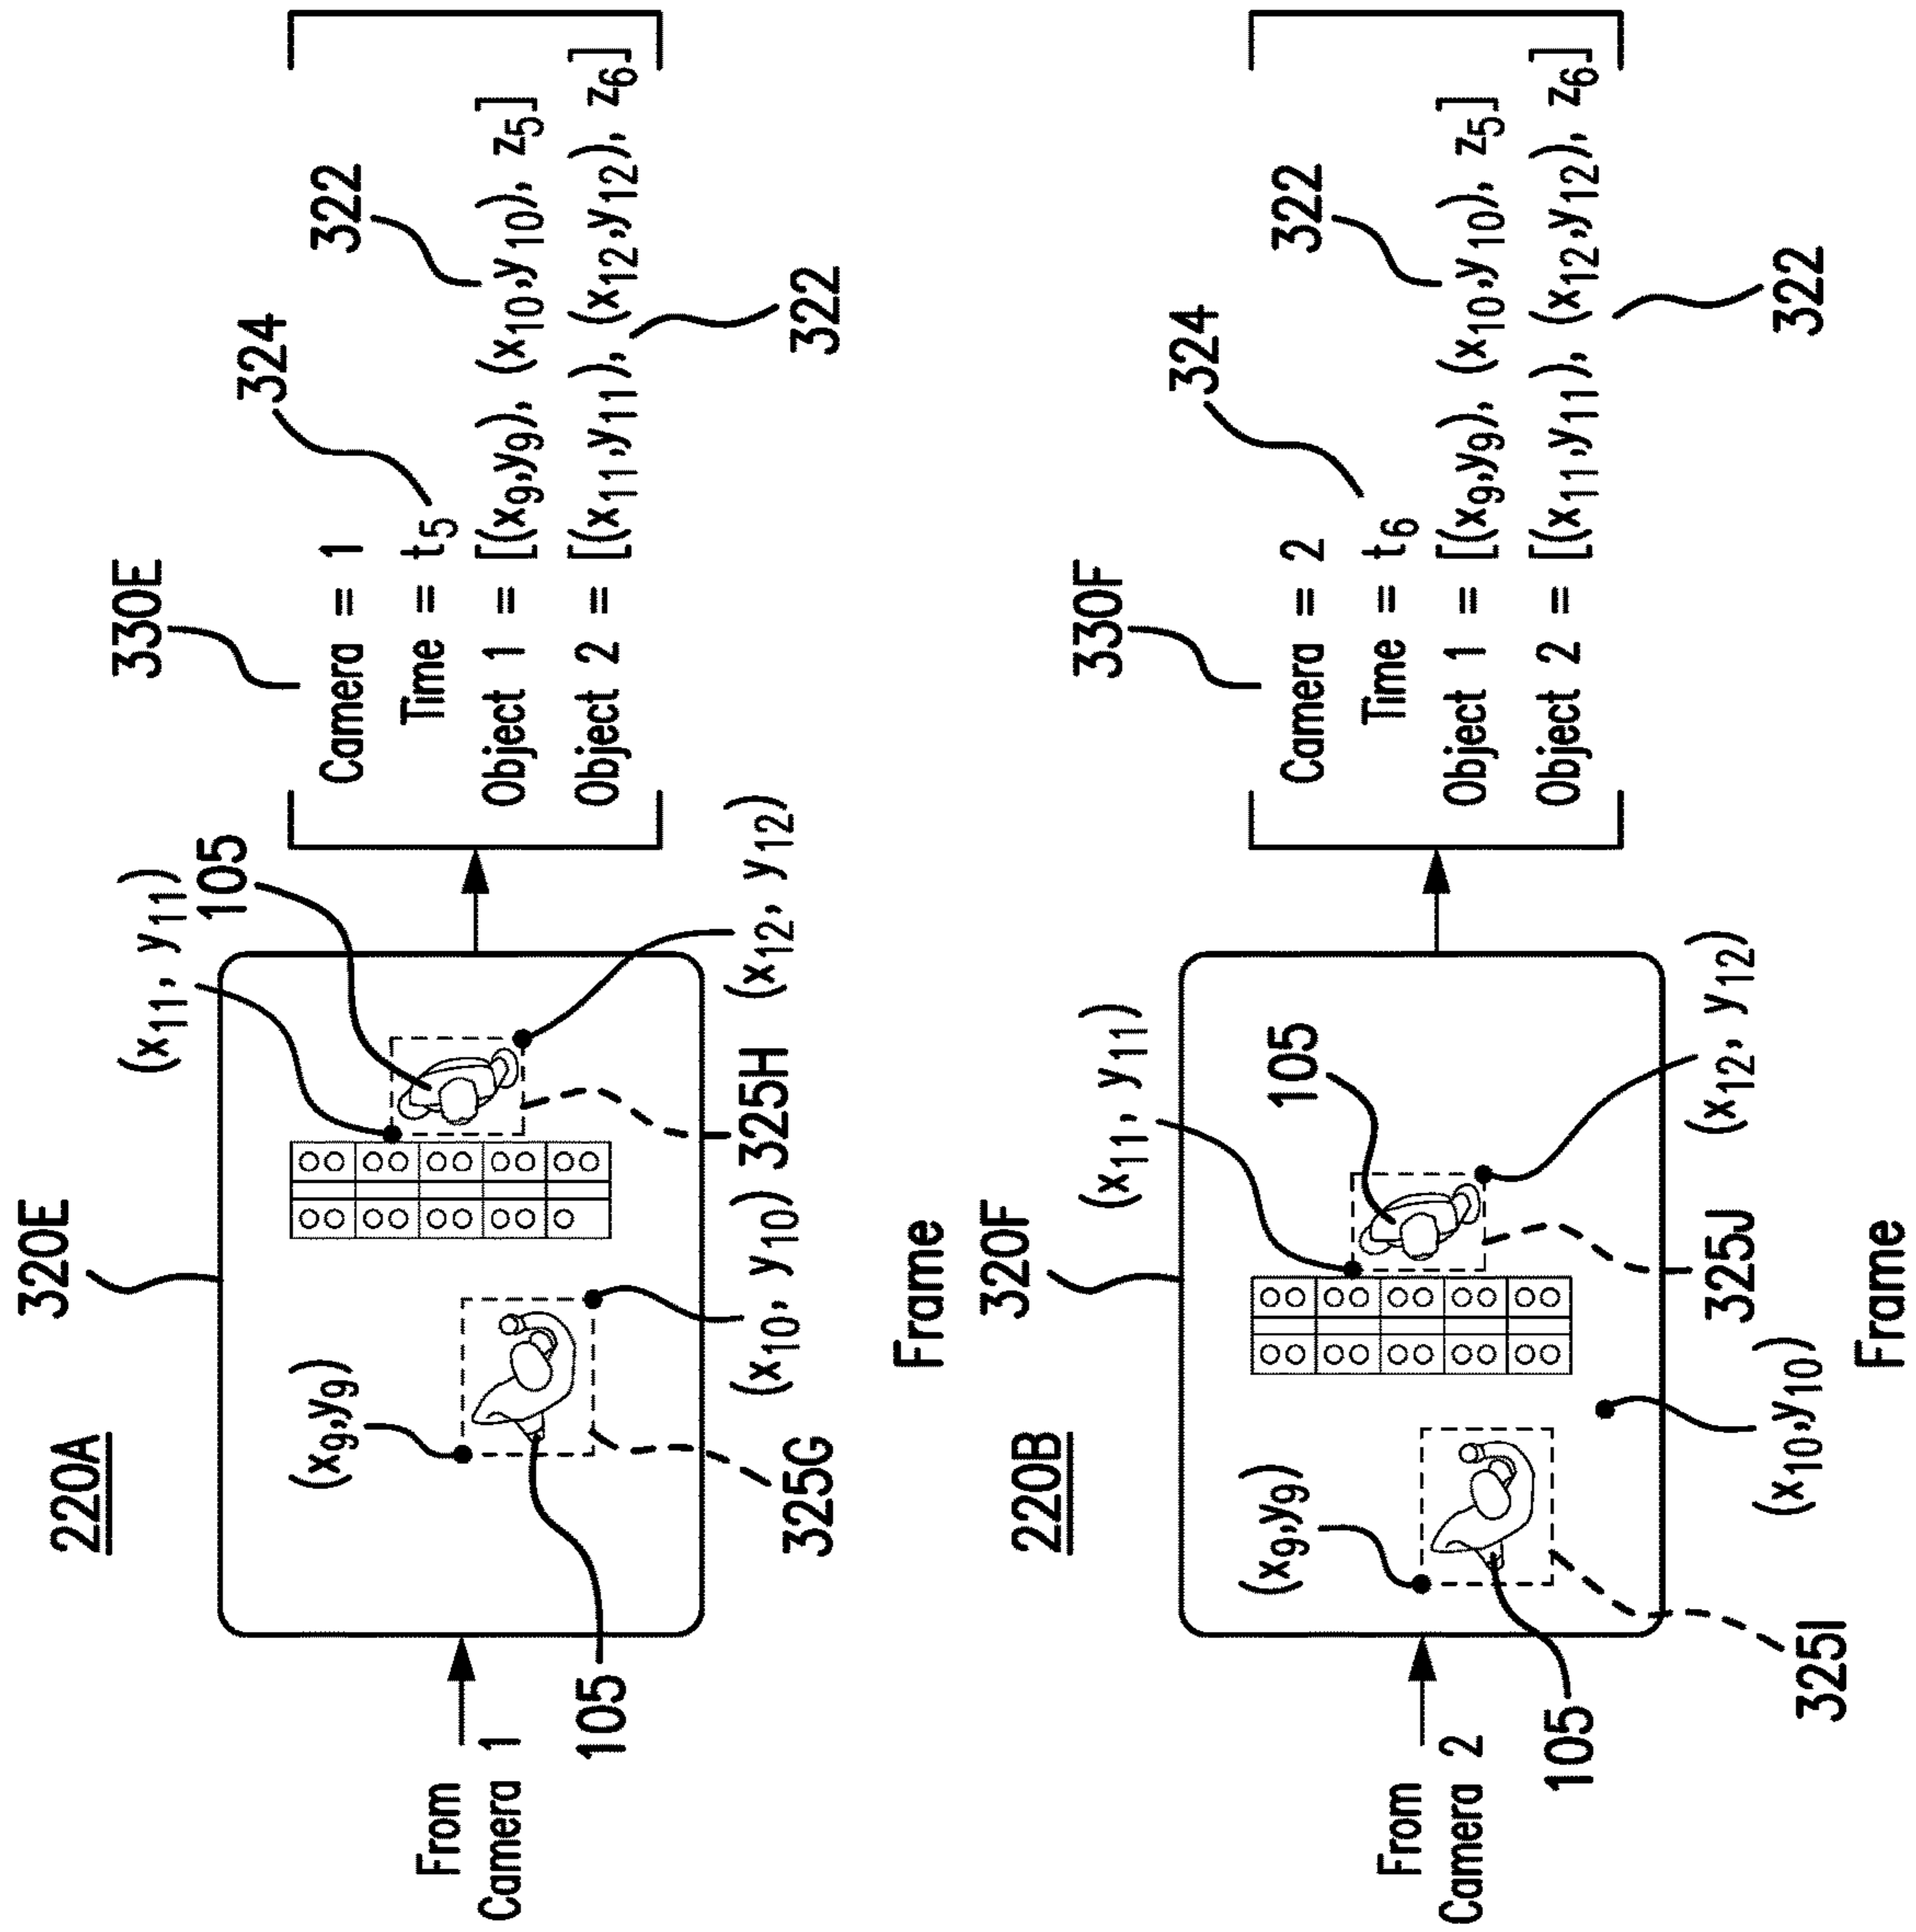 220A
320E
330E
324
322
(x₁₁, y₁₁)
105
(x₉,y₉)
From
Camera 1
Camera = 1
Time = t₅
Object 1 = [(x₉,y₉), (x₁₀,y₁₀), z₅]
Object 2 = [(x₁₁,y₁₁), (x₁₂,y₁₂), z₆]
105
325G
(x₁₀, y₁₀)
325H
(x₁₂, y₁₂)
322
Frame
220B
320F
330F
324
322
(x₁₁, y₁₁)
105
(x₉,y₉)
From
Camera 2
Camera = 2
Time = t₆
Object 1 = [(x₉,y₉), (x₁₀,y₁₀), z₅]
Object 2 = [(x₁₁,y₁₁), (x₁₂,y₁₂), z₆]
105
325I
(x₁₀,y₁₀)
325J
(x₁₂, y₁₂)
322
Frame